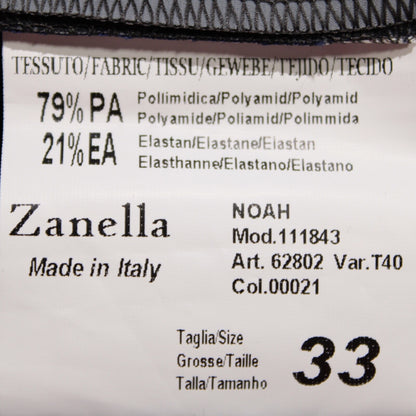 TESSUTO/FABRIC/TISSU/GEWEBE/TEJIDO/TECIDO
79% PA Pollimidica/Polyamid/Polyamid
Polyamide/Poliamid/Polimmida
21% EA Elastan/Elastane/Elastan
Elasthanne/Elastano/Elastano
Zanella
Made in Italy
NOAH
Mod.111843
Art. 62802 Var.T40
Col.00021
Taglia/Size
Grosse/Taille
Talla/Tamanho
33